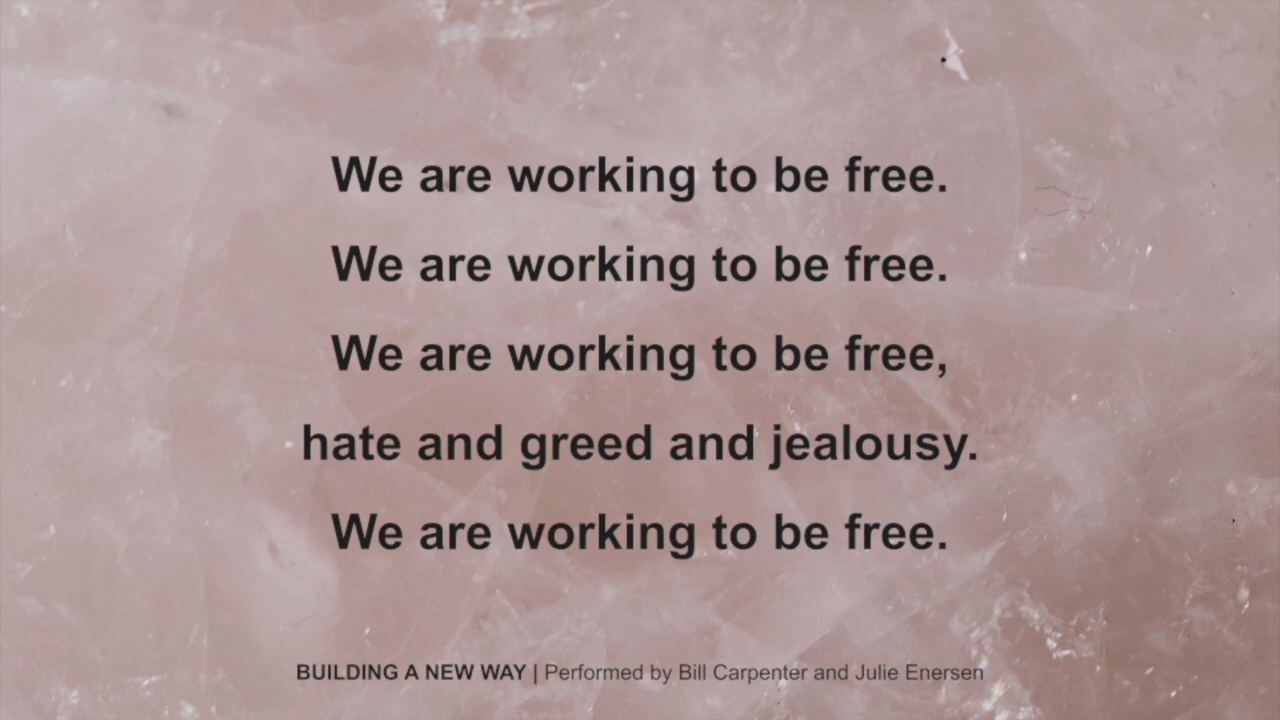 We are working to be free.
We are working to be free.
We are working to be free,
hate and greed and jealousy.
We are working to be free.
BUILDING A NEW WAY | Performed by Bill Carpenter and Julie Enersen